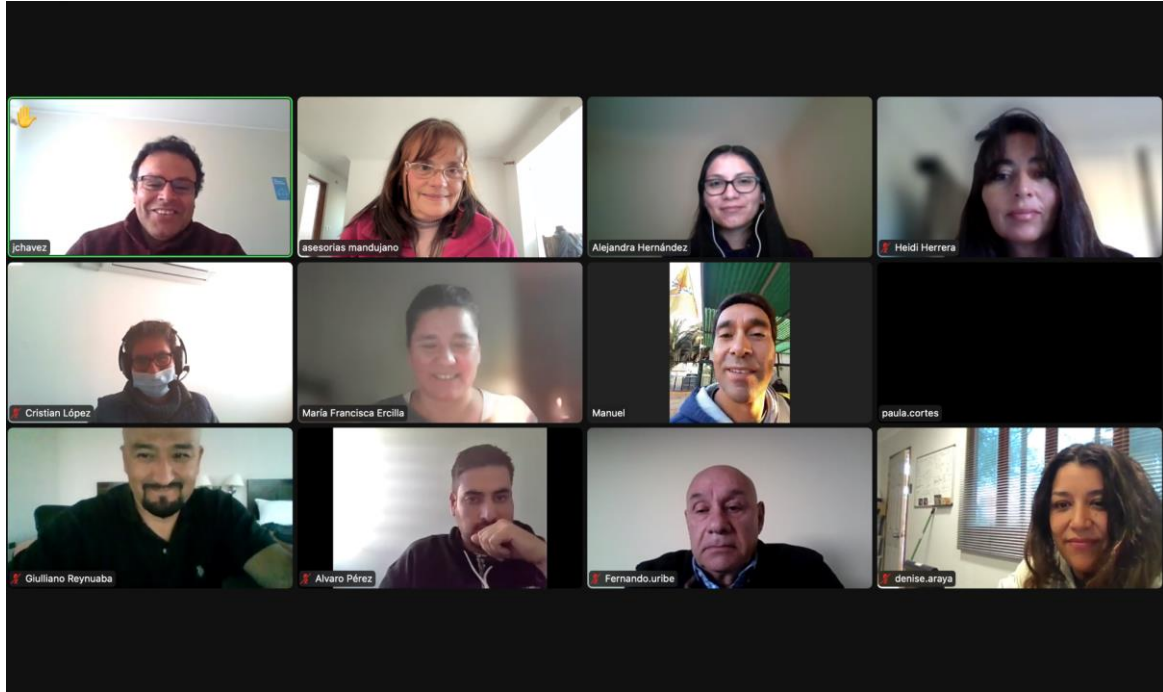 jchavez
asesorias mandujano
Alejandra Hernández
Heidi Herrera
Cristian López
María Francisca Ercilla
Manuel
paula.cortes
Giulliano Reynuaba
Alvaro Pérez
Fernando.uribe
denise.araya